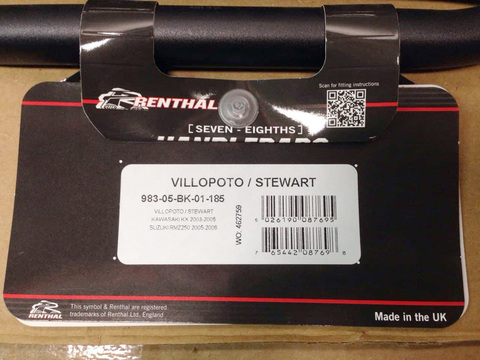 RENTHAL
Scan for fitting instructions
[SEVEN - EIGHTHS]
HANDLEBARS
VILLOPOTO / STEWART
983-05-BK-01-185
VILLOPOTO / STEWART
KAWASAKI KX 2003-2005
SUZUKI RMZ250 2005-2006
WO: 462759
5 026190 087695
7 65442 08769
RENTHAL
This symbol & Renthal are registered
trademarks of Renthal Ltd. England
Made in the UK